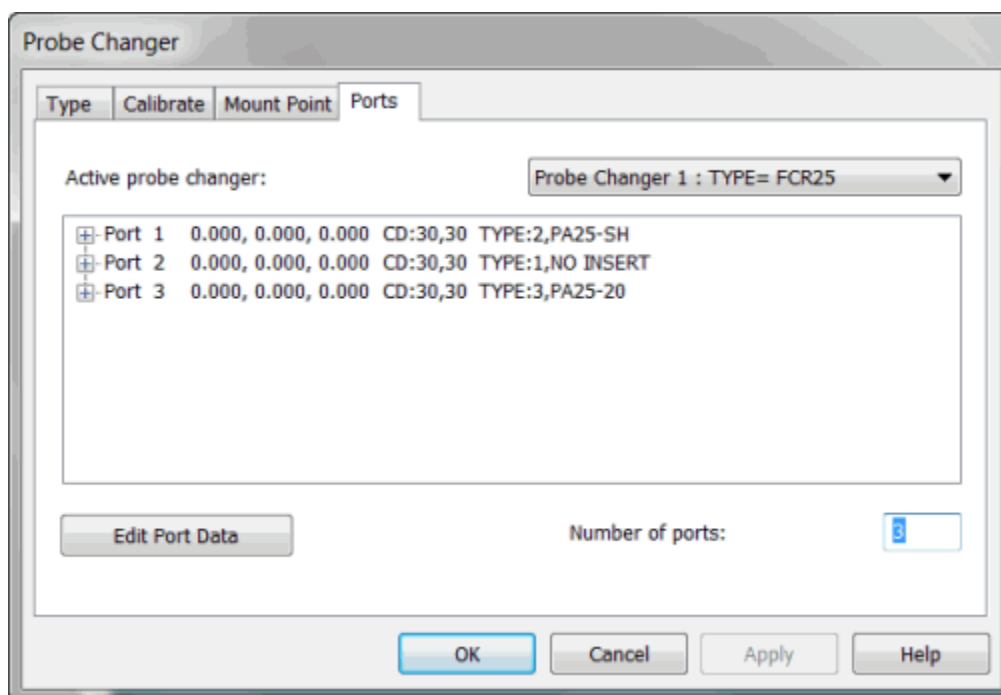 Probe Changer
Type Calibrate Mount Point Ports
Active probe changer: Probe Changer 1 : TYPE= FCR25
Port 1 0.000, 0.000, 0.000 CD:30,30 TYPE:2,PA25-SH
Port 2 0.000, 0.000, 0.000 CD:30,30 TYPE:1,NO INSERT
Port 3 0.000, 0.000, 0.000 CD:30,30 TYPE:3,PA25-20
Edit Port Data Number of ports: 3
OK Cancel Apply Help